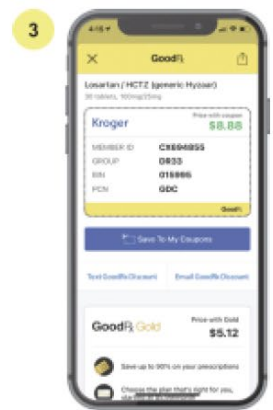 3
4:15
GoodRx
Losartan / HCTZ (generic Hyzaar)
30 tablets, 100mg/25mg
Price with coupon
Kroger $8.88
MEMBER ID CX694855
GROUP DR33
BIN 015995
PCN GDC
GoodRx
Save To My Coupons
Text GoodRx Discount Email GoodRx Discount
Price with Gold
GoodRx Gold $5.12
Save up to 90% on your prescriptions
Choose the plan that's right for you,